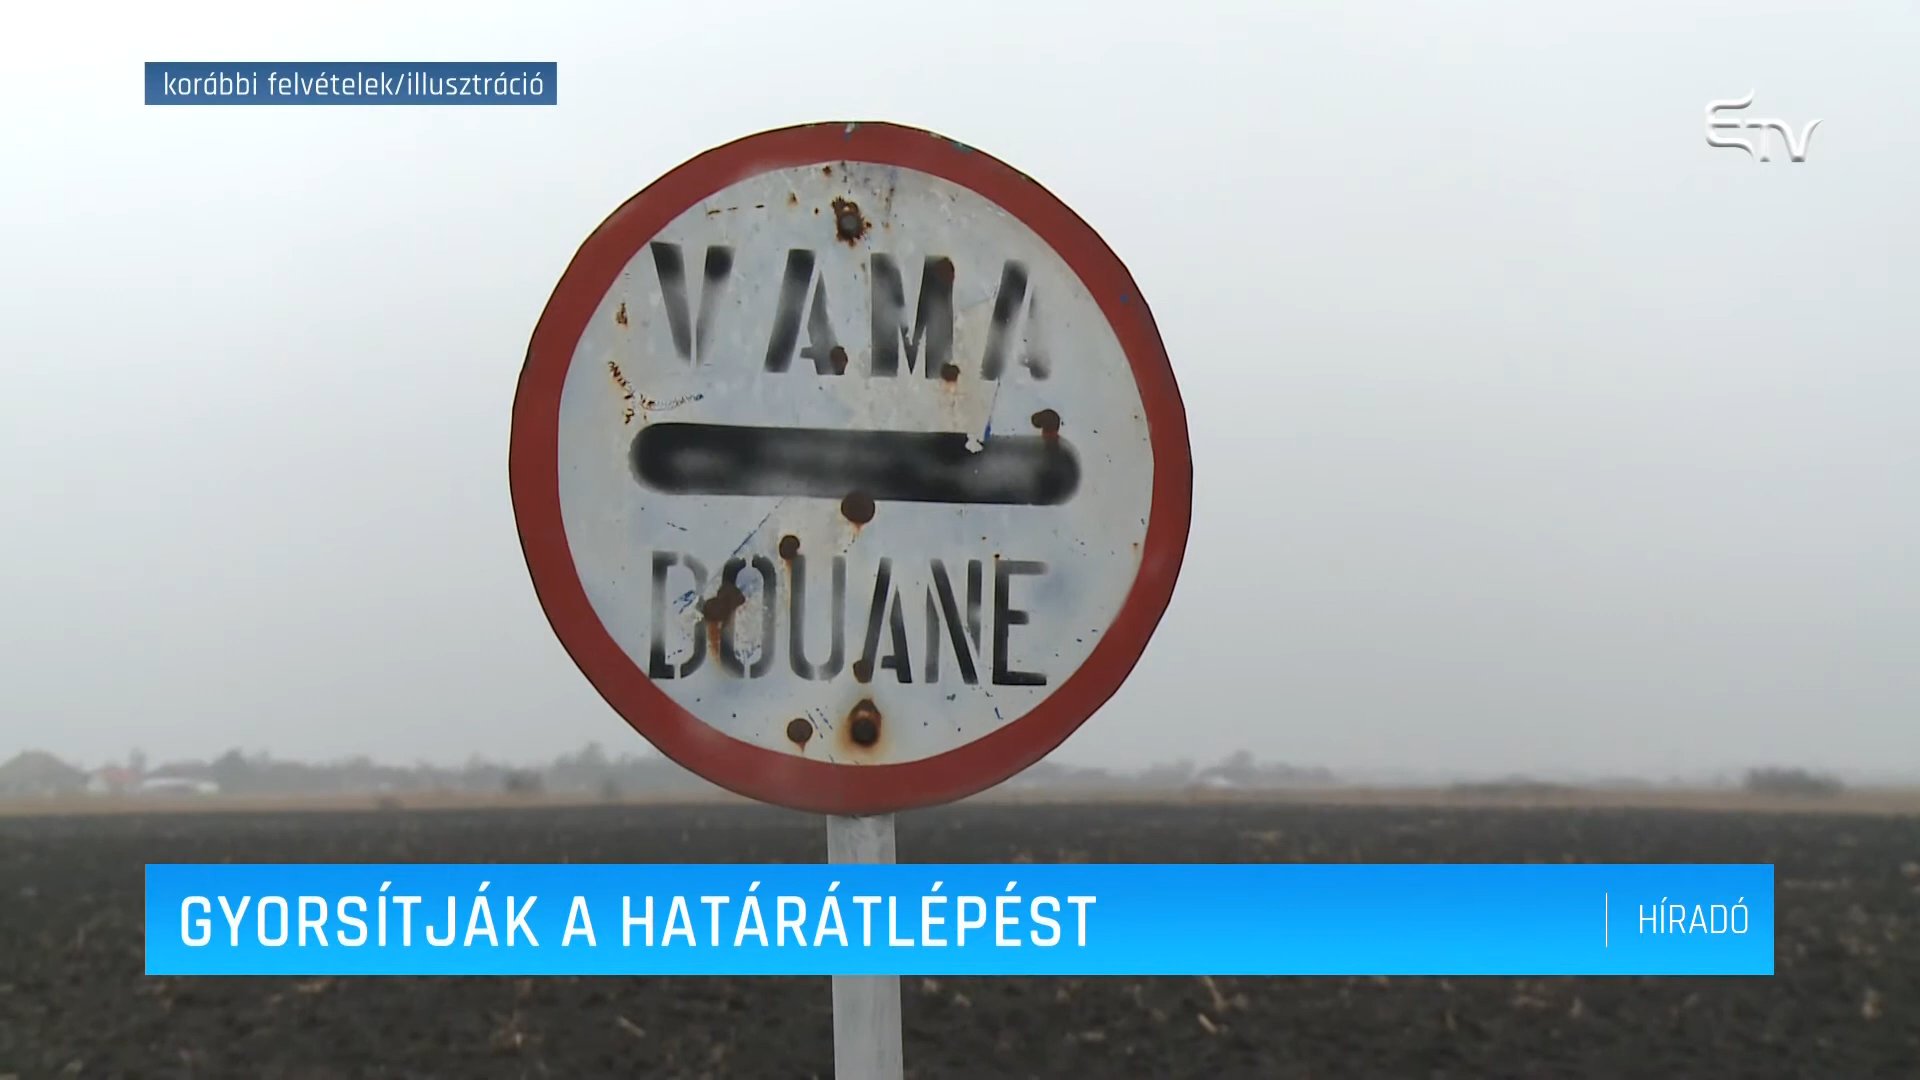 korábbi felvételek/illusztráció
ETV
VAMA
DOUANE
GYORSÍTJÁK A HATÁRÁTLÉPÉST
HÍRADÓ